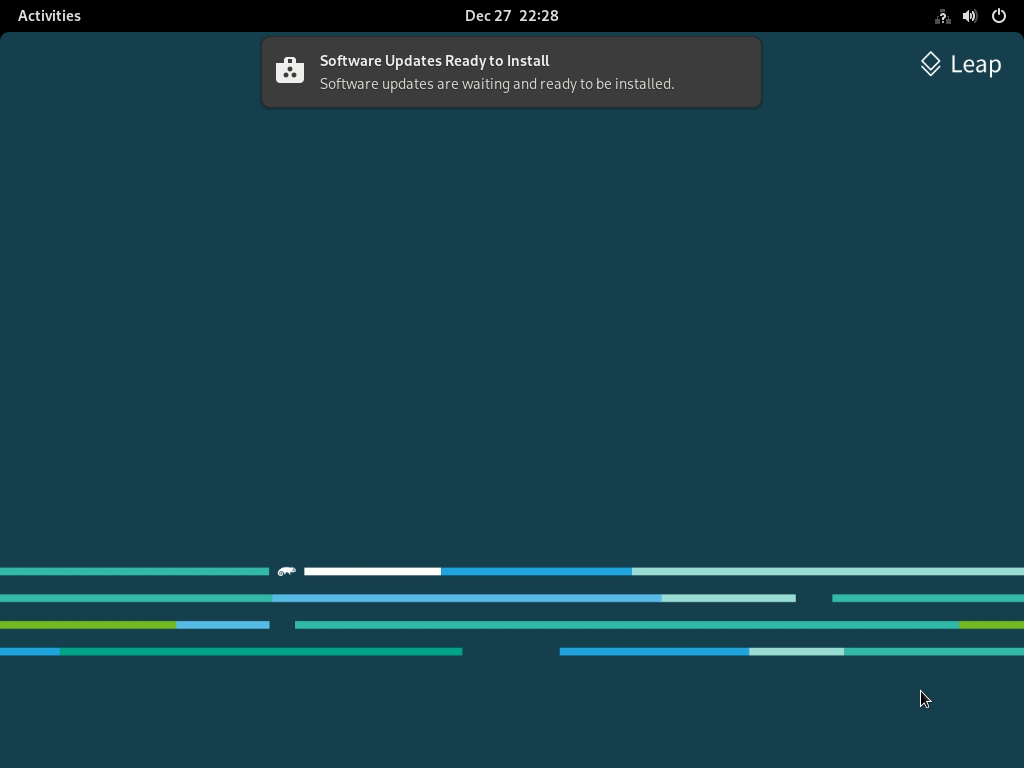 Activities
Dec 27 22:28
Software Updates Ready to Install
Software updates are waiting and ready to be installed.
Leap